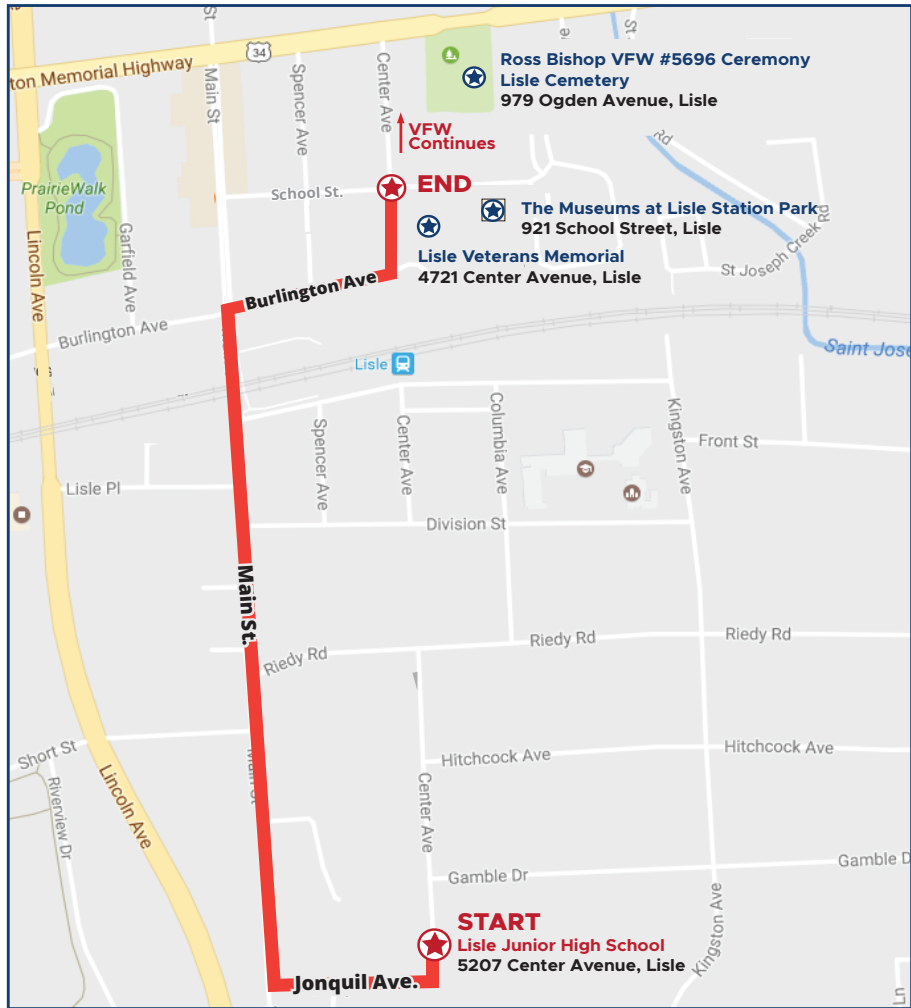 34
ton Memorial Highway
Main St
St
Spencer Ave
Center Ave
St.
Ross Bishop VFW #5696 Ceremony
Lisle Cemetery
979 Ogden Avenue, Lisle
VFW
Continues
Rd
PrairieWalk
Pond
School St.
END
The Museums at Lisle Station Park
921 School Street, Lisle
Lisle Veterans Memorial
4721 Center Avenue, Lisle
St Joseph Creek Rd
Garfield Ave
Lincoln Ave
Burlington Ave
Burlington Ave
Saint Jose
Lisle
Spencer Ave
Center Ave
Columbia Ave
Kingston Ave
Front St
Lisle Pl
Division St
Main St.
Riedy Rd
Riedy Rd
Riedy Rd
Short St
Main St
Hitchcock Ave
Hitchcock Ave
Riverview Dr
Lincoln Ave
Center Ave
Gamble Dr
Gamble D
Kingston Ave
START
Lisle Junior High School
5207 Center Avenue, Lisle
Jonquil Ave.
Ln